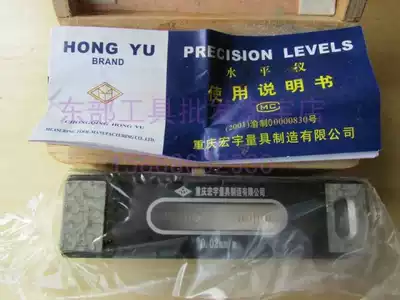 HONG YU
BRAND
CHONGQING HONG YU
PRECISION LEVELS
水平仪
使用说明书
MC
(2003)渝制00000830号
重庆宏宇量具制造有限公司
重庆宏宇量具制造有限公司
0.02mm/m